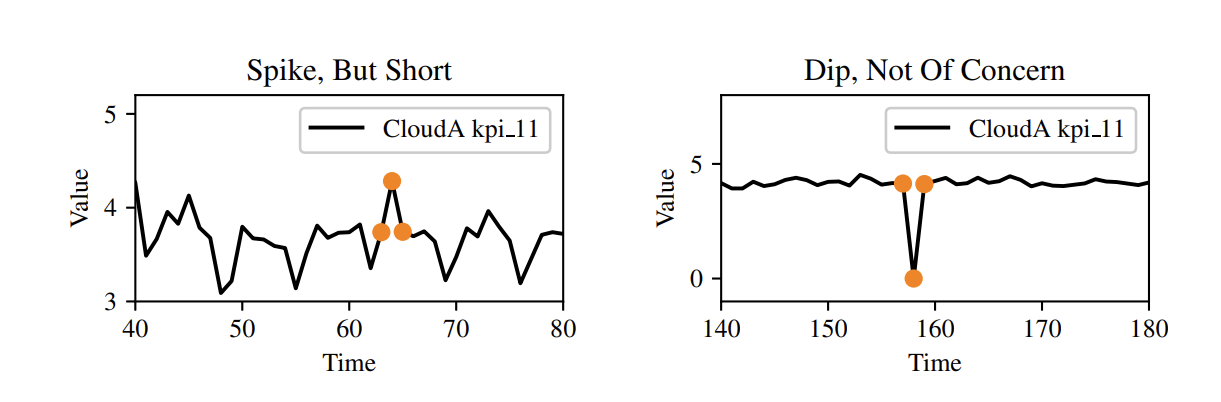 Spike, But Short
CloudA kpi_11
5
4
3
Value
40 50 60 70 80
Time
Dip, Not Of Concern
CloudA kpi_11
5
0
Value
140 150 160 170 180
Time